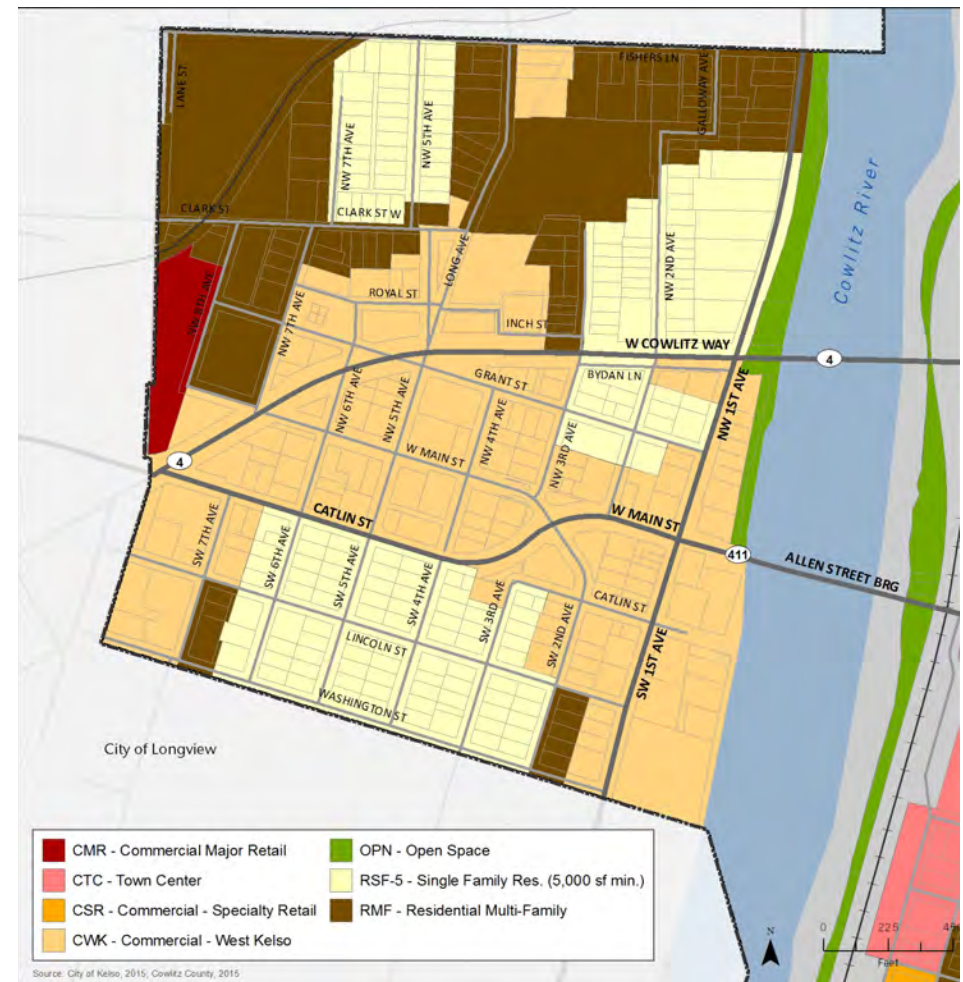 FISHERS LN
LANE ST
GALLOWAY AVE
NW 7TH AVE
NW 5TH AVE
Cowlitz River
CLARK ST
CLARK ST W
LONG AVE
NW 2ND AVE
NW 8TH AVE
NW 7TH AVE
ROYAL ST
INCH ST
W COWLITZ WAY
4
GRANT ST
BYDAN LN
NW 1ST AVE
NW 6TH AVE
NW 5TH AVE
NW 4TH AVE
NW 3RD AVE
W MAIN ST
4
CATLIN ST
W MAIN ST
411
ALLEN STREET BRG
SW 7TH AVE
SW 6TH AVE
SW 5TH AVE
SW 4TH AVE
SW 3RD AVE
SW 2ND AVE
CATLIN ST
SW 1ST AVE
LINCOLN ST
WASHINGTON ST
City of Longview
CMR - Commercial Major Retail
CTC - Town Center
CSR - Commercial - Specialty Retail
CWK - Commercial - West Kelso
OPN - Open Space
RSF-5 - Single Family Res. (5,000 sf min.)
RMF - Residential Multi-Family
N
0 225
Feet
Source: City of Kelso, 2015; Cowlitz County, 2015